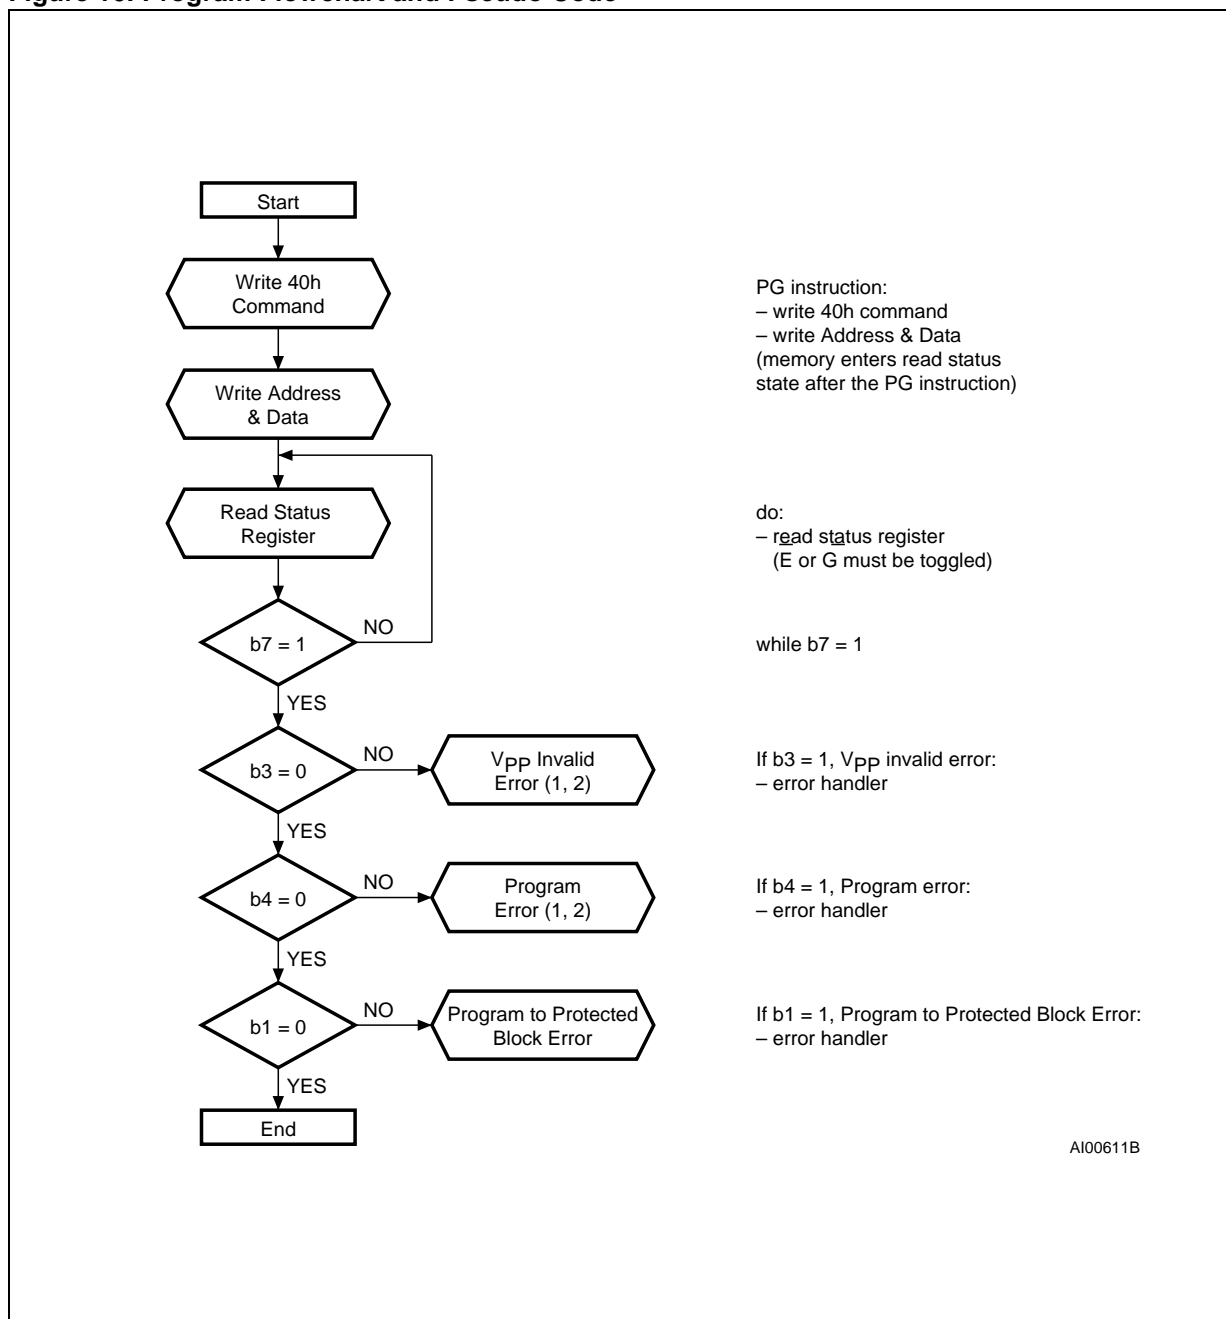 Start
Write 40h
Command
PG instruction:
– write 40h command
– write Address & Data
(memory enters read status
state after the PG instruction)
Write Address
& Data
Read Status
Register
do:
– read status register
(E or G must be toggled)
b7 = 1
NO
while b7 = 1
YES
b3 = 0
NO
VPP Invalid
Error (1, 2)
If b3 = 1, VPP invalid error:
– error handler
YES
b4 = 0
NO
Program
Error (1, 2)
If b4 = 1, Program error:
– error handler
YES
b1 = 0
NO
Program to Protected
Block Error
If b1 = 1, Program to Protected Block Error:
– error handler
YES
End
AI00611B